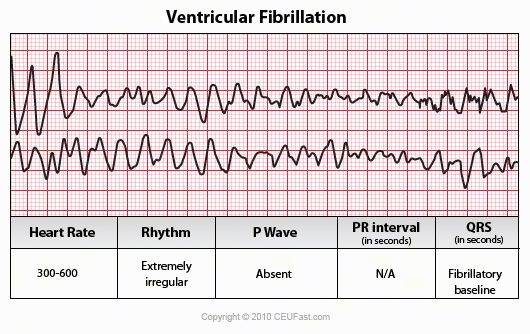 Ventricular Fibrillation
Heart Rate
Rhythm
P Wave
PR interval
(in seconds)
QRS
(in seconds)
300-600
Extremely
irregular
Absent
N/A
Fibrillatory
baseline
Copyright © 2010 CEUFast.com